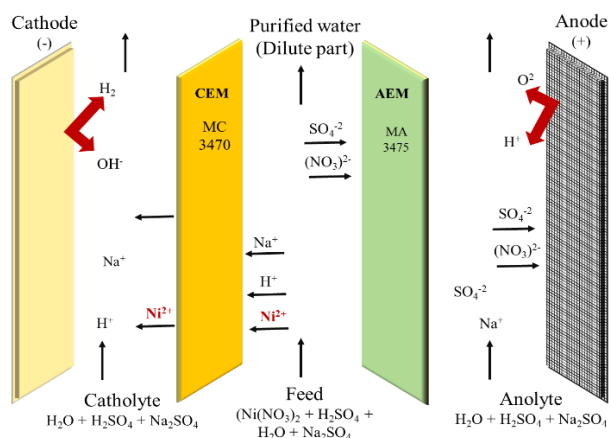 Cathode
(-)
Purified water
(Dilute part)
Anode
(+)
H₂
OH⁻
CEM
MC
3470
AEM
MA
3475
SO₄⁻²
(NO₃)²⁻
O²
H⁺
Na⁺
H⁺
Ni²⁺
Na⁺
H⁺
Ni²⁺
SO₄⁻²
(NO₃)²⁻
SO₄⁻²
Na⁺
Catholyte
H₂O + H₂SO₄ + Na₂SO₄
Feed
(Ni(NO₃)₂ + H₂SO₄ +
H₂O + Na₂SO₄
Anolyte
H₂O + H₂SO₄ + Na₂SO₄